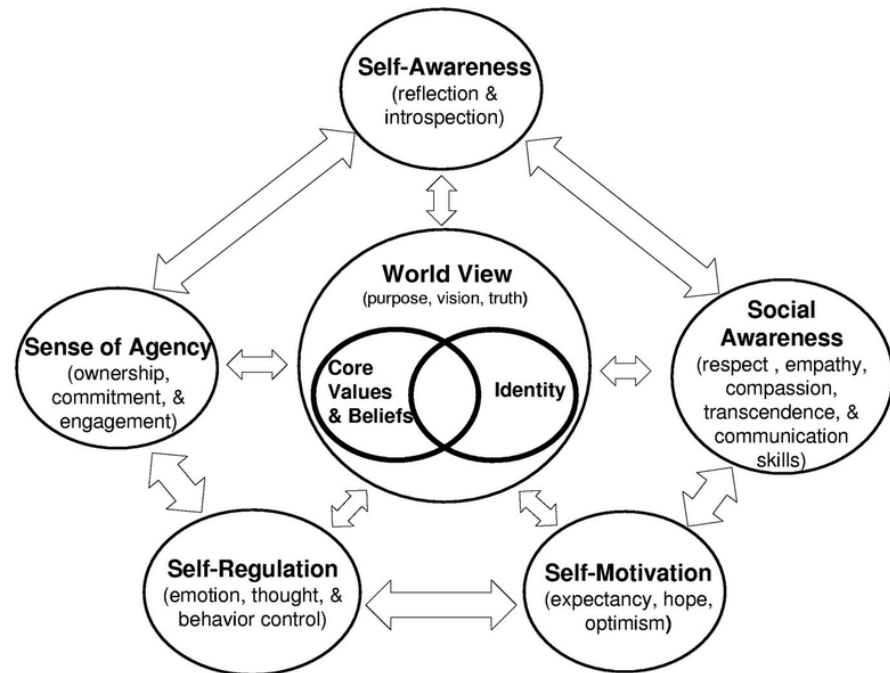 Self-Awareness
(reflection &
introspection)
World View
(purpose, vision, truth)
Core
Values
& Beliefs
Identity
Sense of Agency
(ownership,
commitment, &
engagement)
Social
Awareness
(respect , empathy,
compassion,
transcendence, &
communication
skills)
Self-Regulation
(emotion, thought, &
behavior control)
Self-Motivation
(expectancy, hope,
optimism)